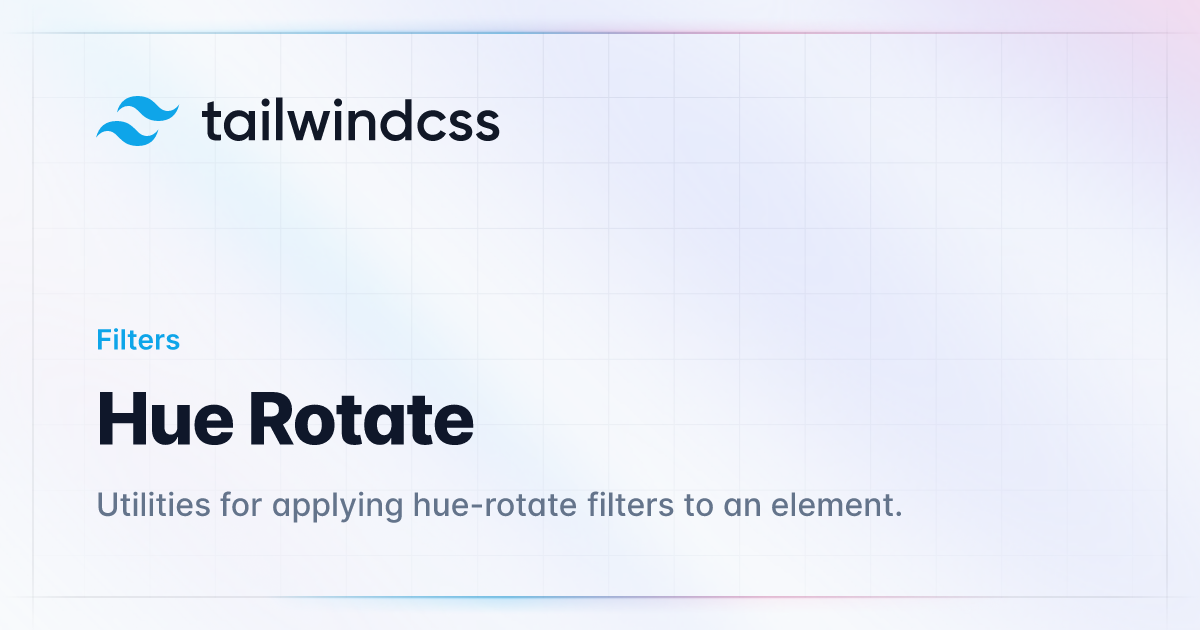 tailwindcss
Filters
Hue Rotate
Utilities for applying hue-rotate filters to an element.